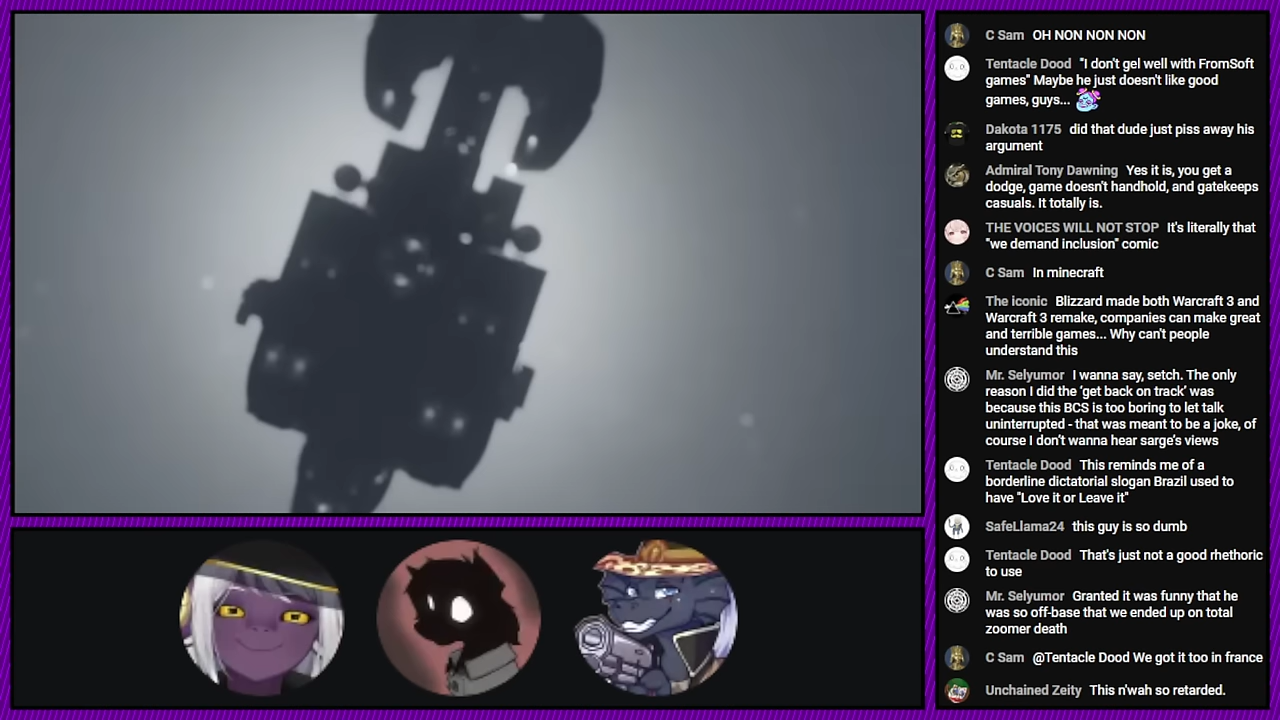 C Sam OH NON NON NON
Tentacle Dood "I don't gel well with FromSoft
games" Maybe he just doesn't like good
games, guys...
Dakota 1175 did that dude just piss away his
argument
Admiral Tony Dawning Yes it is, you get a
dodge, game doesn't handhold, and gatekeeps
casuals. It totally is.
THE VOICES WILL NOT STOP It's literally that
"we demand inclusion" comic
C Sam In minecraft
The iconic Blizzard made both Warcraft 3 and
Warcraft 3 remake, companies can make great
and terrible games... Why can't people
understand this
Mr. Selyumor I wanna say, setch. The only
reason I did the ‘get back on track’ was
because this BCS is too boring to let talk
uninterrupted - that was meant to be a joke, of
course I don’t wanna hear sarge’s views
Tentacle Dood This reminds me of a
borderline dictatorial slogan Brazil used to
have "Love it or Leave it"
SafeLlama24 this guy is so dumb
Tentacle Dood That's just not a good rhethoric
to use
Mr. Selyumor Granted it was funny that he
was so off-base that we ended up on total
zoomer death
C Sam @Tentacle Dood We got it too in france
Unchained Zeity This n'wah so retarded.